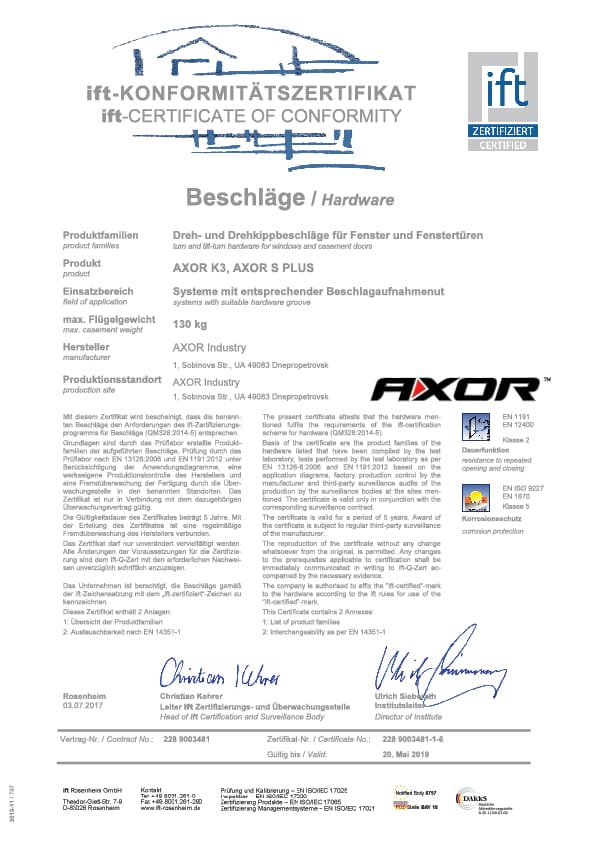 ift-KONFORMITÄTSZERTIFIKAT
ift-CERTIFICATE OF CONFORMITY
ift
ZERTIFIZIERT
CERTIFIED
Beschläge / Hardware
Produktfamilien
product families
Dreh- und Drehkippbeschläge für Fenster und Fenstertüren
turn and tilt-turn hardware for windows and casement doors
Produkt
product
AXOR K3, AXOR S PLUS
Einsatzbereich
field of application
Systeme mit entsprechender Beschlagaufnahmenut
systems with suitable hardware groove
max. Flügelgewicht
max. casement weight
130 kg
Hersteller
manufacturer
AXOR Industry
1, Sobinova Str., UA 49083 Dnepropetrovsk
Produktionsstandort
production site
AXOR Industry
1, Sobinova Str., UA 49083 Dnepropetrovsk
AXOR™
Mit diesem Zertifikat wird bescheinigt, dass die benann-
ten Beschläge den Anforderungen des ift-Zertifizierungs-
programms für Beschläge (QM328:2014-5) entsprechen.
Grundlagen sind durch das Prüflabor erstellte Produkt-
familien der aufgeführten Beschläge, Prüfung durch das
Prüflabor nach EN 13126:2006 und EN 1191:2012 unter
Berücksichtigung der Anwendungsdiagramme, eine
werkseigene Produktionskontrolle des Herstellers und
eine Fremdüberwachung der Fertigung durch die Über-
wachungsstelle in den benannten Standorten. Das
Zertifikat ist nur in Verbindung mit dem dazugehörigen
Überwachungsvertrag gültig.
Die Gültigkeitsdauer des Zertifikates beträgt 5 Jahre. Mit
der Erteilung des Zertifikates ist eine regelmäßige
Fremdüberwachung des Herstellers verbunden.
Das Zertifikat darf nur unverändert vervielfältigt werden.
Alle Änderungen der Voraussetzungen für die Zertifizie-
rung sind dem ift-Q-Zert mit den erforderlichen Nachwei-
sen unverzüglich schriftlich anzuzeigen.
Das Unternehmen ist berechtigt, die Beschläge gemäß
der ift-Zeichensatzung mit dem „ift-zertifiziert"-Zeichen zu
kennzeichnen.
Dieses Zertifikat enthält 2 Anlagen:
1: Übersicht der Produktfamilien
2: Austauschbarkeit nach EN 14351-1
The present certificate attests that the hardware men-
tioned fulfils the requirements of the ift-certification
scheme for hardware (QM328:2014-5).
Basis of the certificate are the product families of the
hardware listed that have been compiled by the test
laboratory, tests performed by the test laboratory as per
EN 13126-8:2006 and EN 1191:2012 based on the
application diagrams, factory production control by the
manufacturer and third-party surveillance audits of the
production by the surveillance bodies at the sites men-
tioned. The certificate is valid only in conjunction with the
corresponding surveillance contract.
The certificate is valid for a period of 5 years. Award of
the certificate is subject to regular third-party surveillance
of the manufacturer.
The reproduction of the certificate without any change
whatsoever from the original, is permitted. Any changes
to the prerequisites applicable to certification shall be
immediately communicated in writing to ift-Q-Zert ac-
companied by the necessary evidence.
The company is authorised to affix the "ift-certified"-mark
to the hardware according to the ift rules for use of the
"ift-certified"-mark.
This Certificate contains 2 Annexes:
1: List of product families
2: Interchangeability as per EN 14351-1
EN 1191
EN 12400
Klasse 2
Dauerfunktion
resistance to repeated
opening and closing
EN ISO 9227
EN 1670
Klasse 5
Korrosionsschutz
corrosion protection
Rosenheim
03.07.2017
Christian Kehrer
Christian Kehrer
Leiter ift Zertifizierungs- und Überwachungsstelle
Head of ift Certification and Surveillance Body
Ulrich Sieberath
Institutsleiter
Director of Institute
Vertrag-Nr. / Contract No.: 228 9003481
Zertifikat-Nr. / Certificate No.: 228 9003481-1-6
Gültig bis / Valid: 20. Mai 2019
2013-11 / 757
ift Rosenheim GmbH
Theodor-Gietl-Str. 7-9
D-83026 Rosenheim
Kontakt
Tel +49.8031.261-0
Fax +49.8031.261-290
www.ift-rosenheim.de
Prüfung und Kalibrierung – EN ISO/IEC 17025
Inspektion – EN ISO/IEC 17020
Zertifizierung Produkte – EN ISO/IEC 17065
Zertifizierung Managementsysteme – EN ISO/IEC 17021
Notified Body 0757
PÜZ-Stelle BAY 18
DAkkS
Deutsche
Akkreditierungsstelle